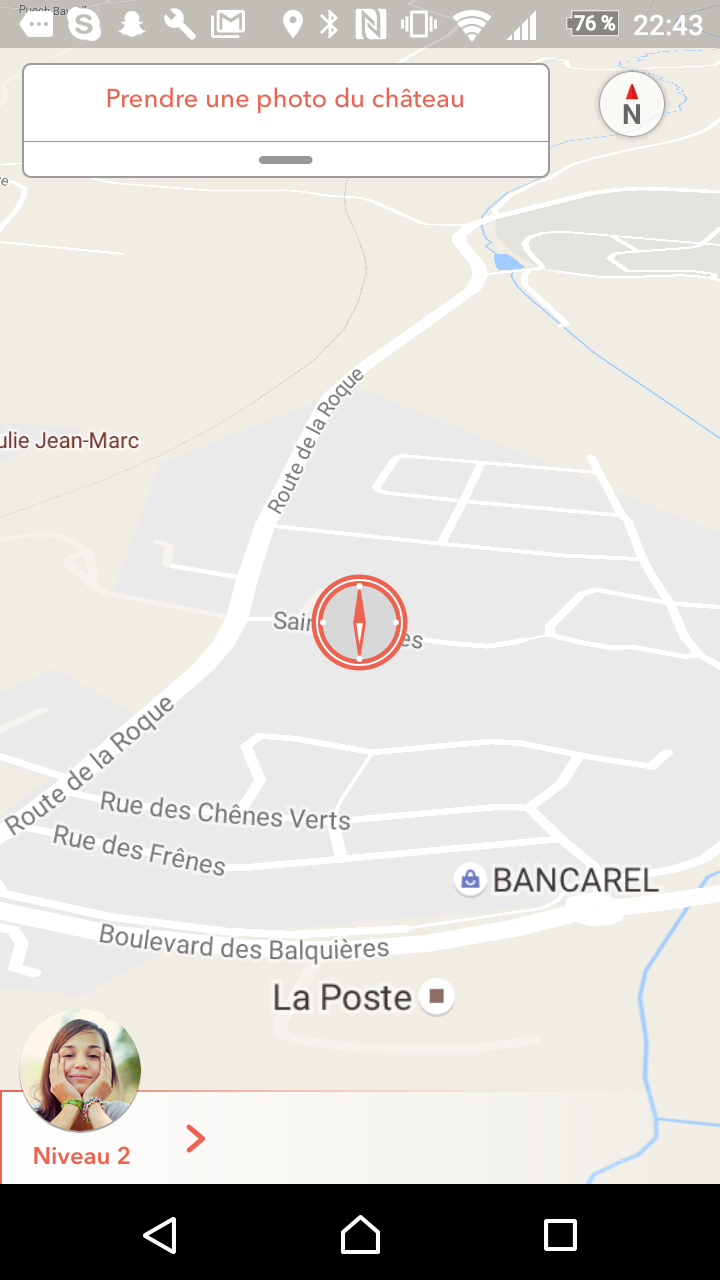 76 %
22:43
Prendre une photo du château
N
ulie Jean-Marc
Route de la Roque
Route de la Roque
Rue des Chênes Verts
Rue des Frênes
BANCAREL
Boulevard des Balquières
La Poste
Niveau 2